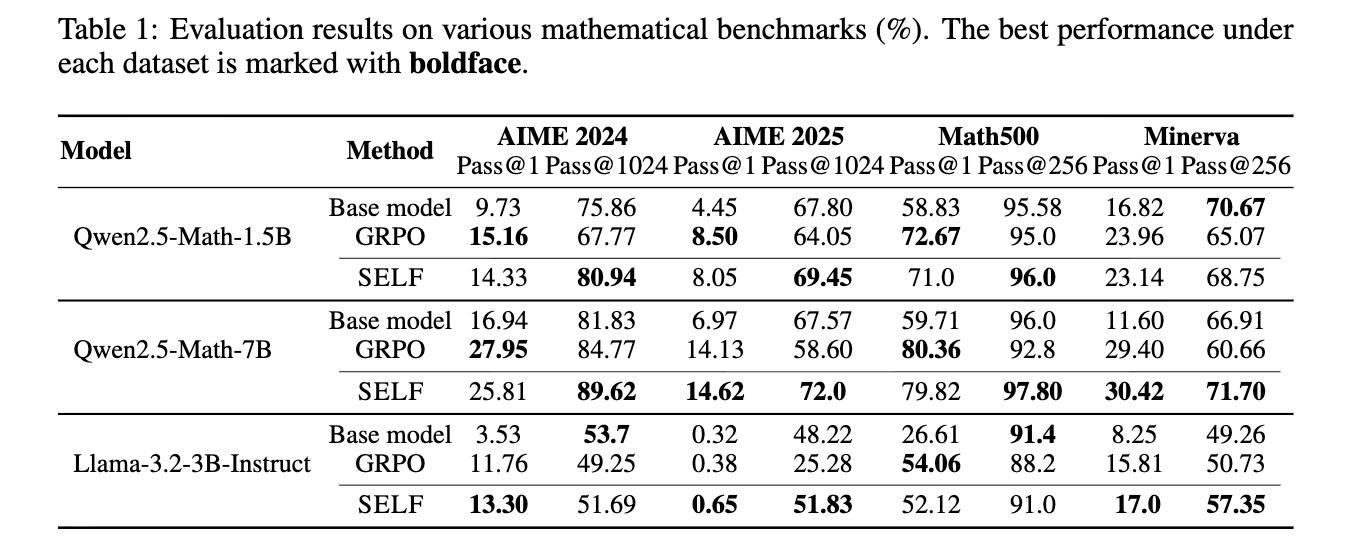 Table 1: Evaluation results on various mathematical benchmarks (%). The best performance under
each dataset is marked with boldface.
Model Method AIME 2024 AIME 2025 Math500 Minerva
Pass@1 Pass@1024 Pass@1 Pass@1024 Pass@1 Pass@256 Pass@1 Pass@256
Base model 9.73 75.86 4.45 67.80 58.83 95.58 16.82 70.67
Qwen2.5-Math-1.5B GRPO 15.16 67.77 8.50 64.05 72.67 95.0 23.96 65.07
SELF 14.33 80.94 8.05 69.45 71.0 96.0 23.14 68.75
Base model 16.94 81.83 6.97 67.57 59.71 96.0 11.60 66.91
Qwen2.5-Math-7B GRPO 27.95 84.77 14.13 58.60 80.36 92.8 29.40 60.66
SELF 25.81 89.62 14.62 72.0 79.82 97.80 30.42 71.70
Base model 3.53 53.7 0.32 48.22 26.61 91.4 8.25 49.26
Llama-3.2-3B-Instruct GRPO 11.76 49.25 0.38 25.28 54.06 88.2 15.81 50.73
SELF 13.30 51.69 0.65 51.83 52.12 91.0 17.0 57.35